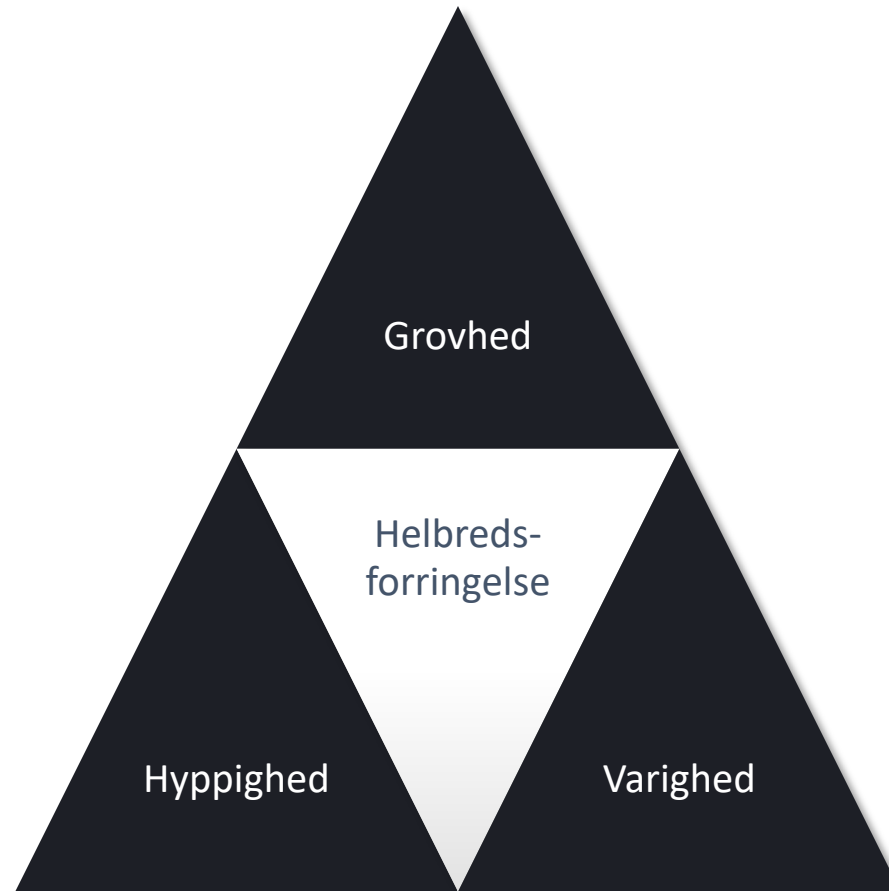 Grovhed
Helbreds-
forringelse
Hyppighed
Varighed